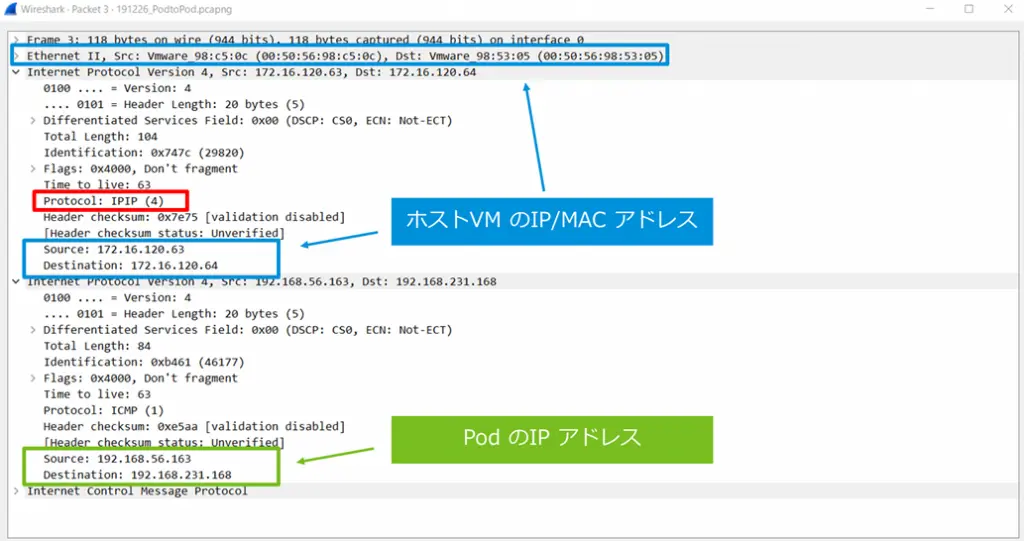 Wireshark · Packet 3 · 191226_PodtoPod.pcapng
Frame 3: 118 bytes on wire (944 bits), 118 bytes captured (944 bits) on interface 0
Ethernet II, Src: Vmware_98:c5:0c (00:50:56:98:c5:0c), Dst: Vmware_98:53:05 (00:50:56:98:53:05)
Internet Protocol Version 4, Src: 172.16.120.63, Dst: 172.16.120.64
0100 .... = Version: 4
.... 0101 = Header Length: 20 bytes (5)
Differentiated Services Field: 0x00 (DSCP: CS0, ECN: Not-ECT)
Total Length: 104
Identification: 0x747c (29820)
Flags: 0x4000, Don't fragment
Time to live: 63
Protocol: IPIP (4)
Header checksum: 0x7e75 [validation disabled]
[Header checksum status: Unverified]
Source: 172.16.120.63
Destination: 172.16.120.64
ホストVM のIP/MAC アドレス
Internet Protocol Version 4, Src: 192.168.56.163, Dst: 192.168.231.168
0100 .... = Version: 4
.... 0101 = Header Length: 20 bytes (5)
Differentiated Services Field: 0x00 (DSCP: CS0, ECN: Not-ECT)
Total Length: 84
Identification: 0xb461 (46177)
Flags: 0x4000, Don't fragment
Time to live: 63
Protocol: ICMP (1)
Header checksum: 0xe5aa [validation disabled]
[Header checksum status: Unverified]
Source: 192.168.56.163
Destination: 192.168.231.168
Pod のIP アドレス
Internet Control Message Protocol